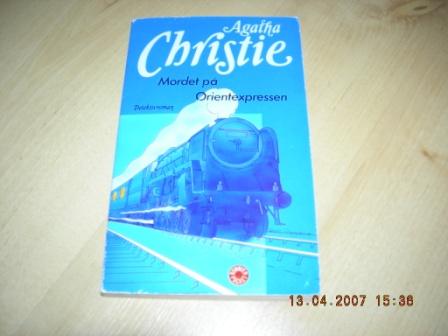 Agatha
Christie
Mordet på
Orientexpressen
Detektivroman
13.04.2007 15:36